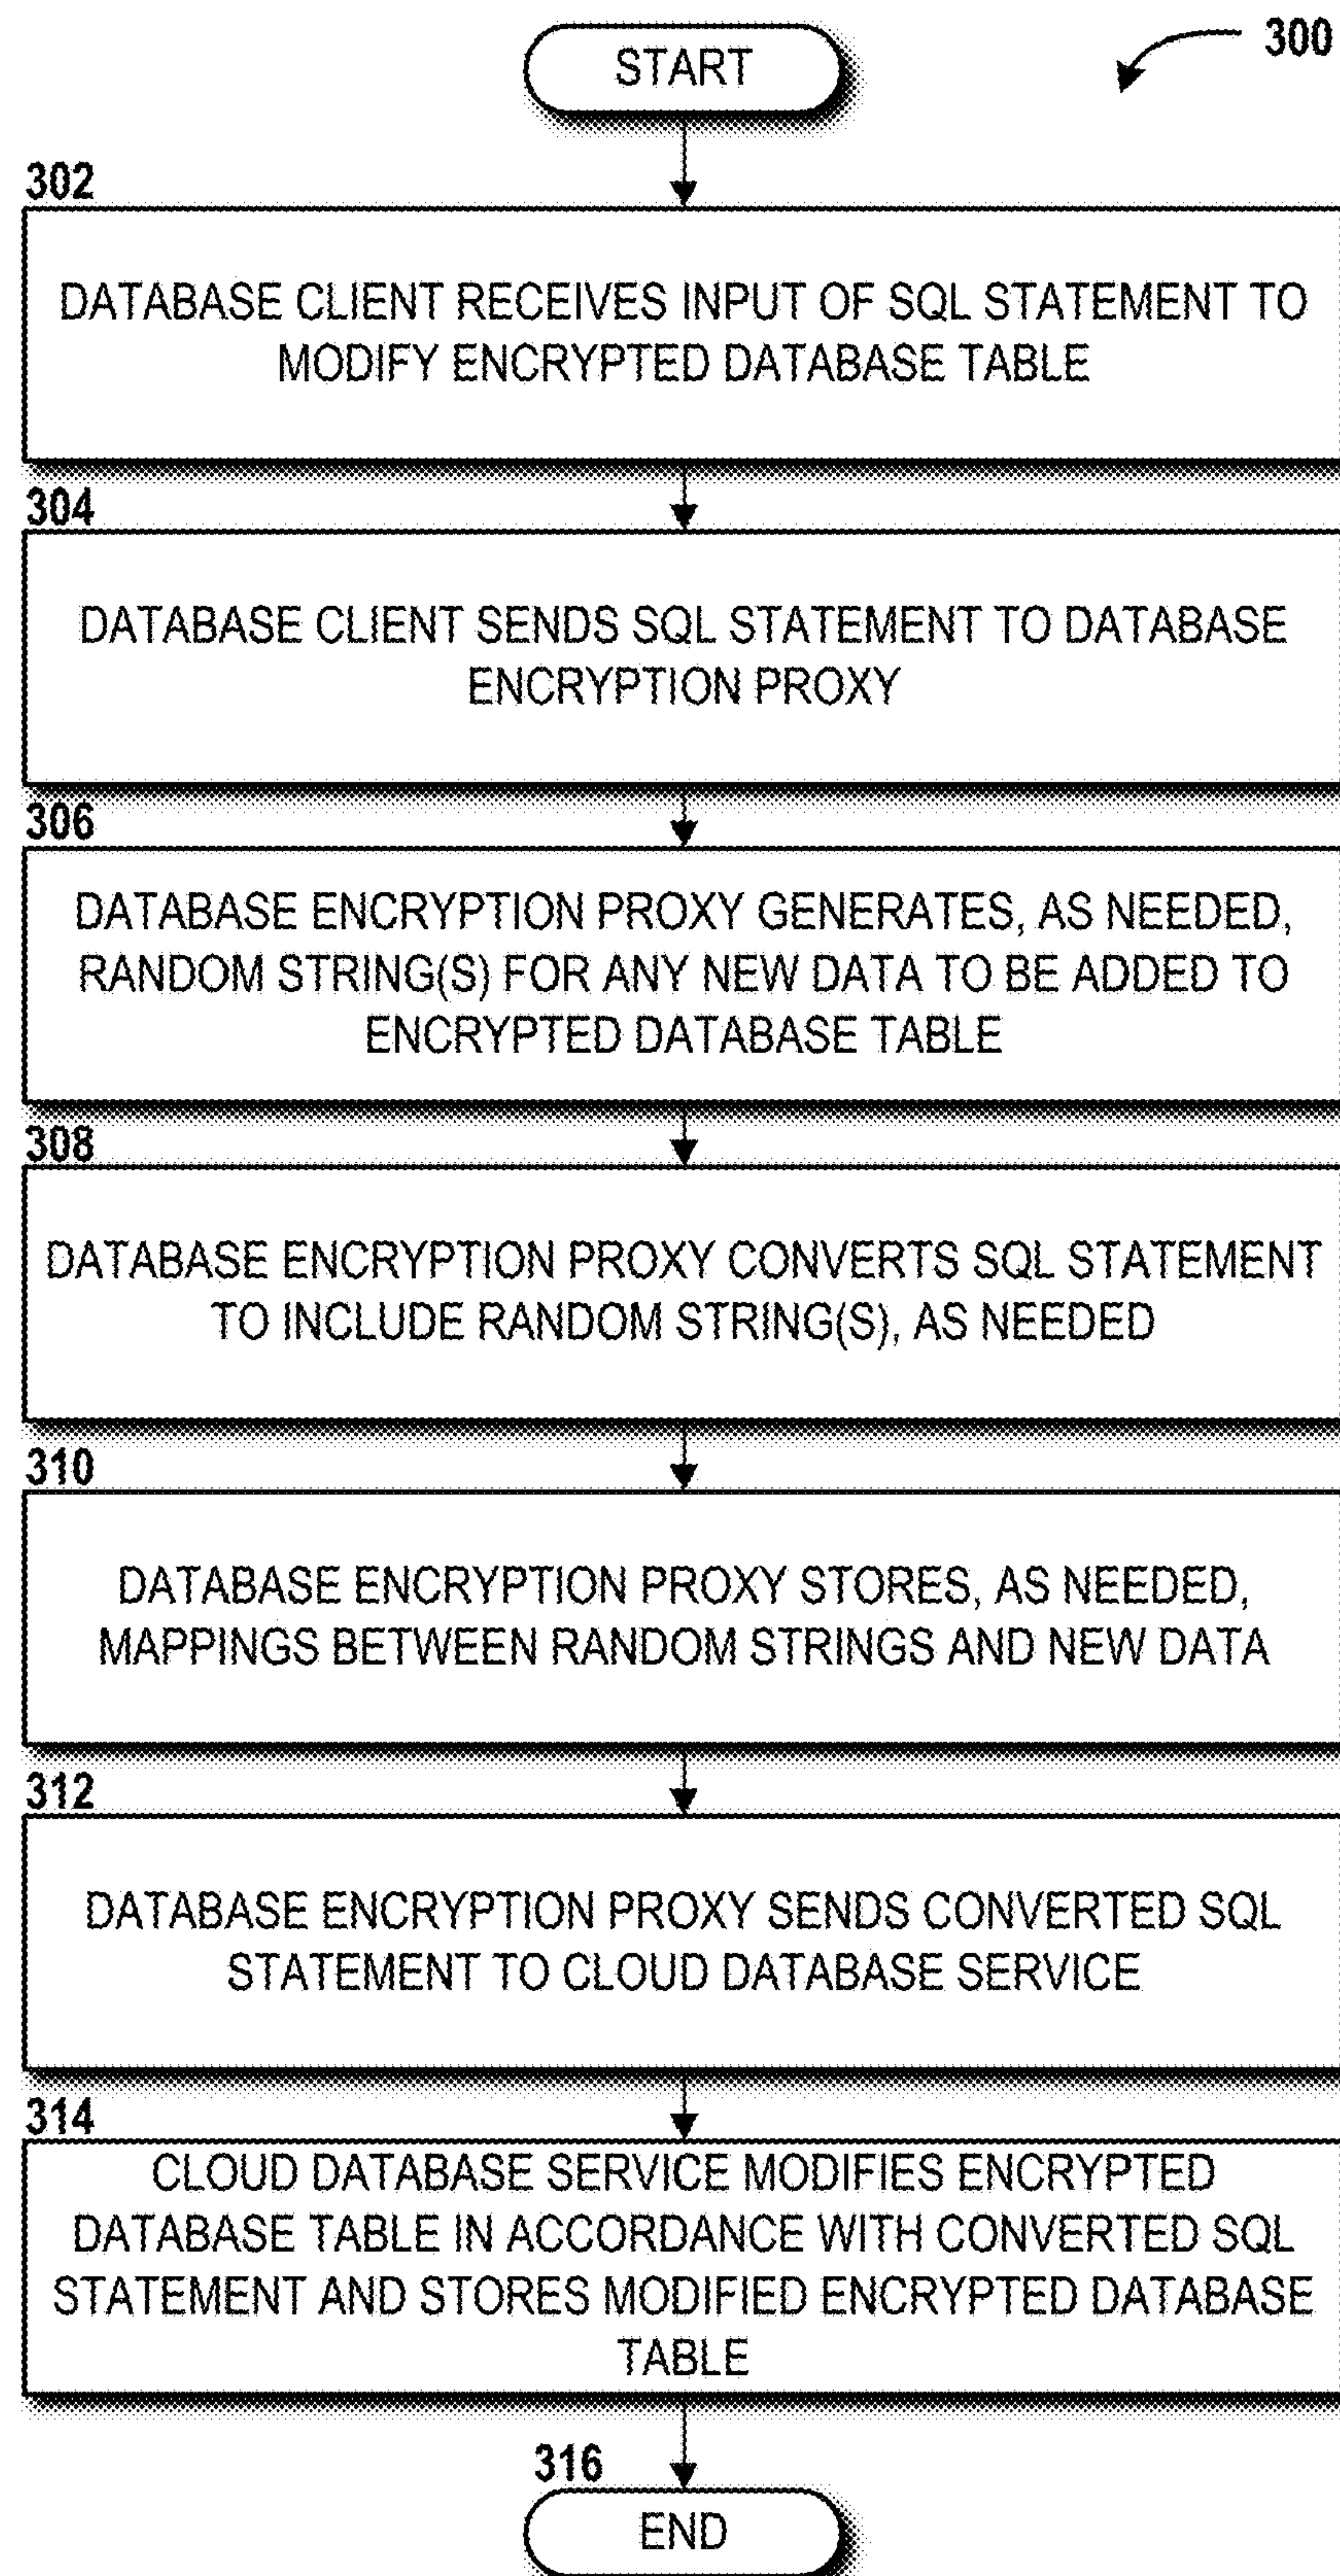 START
300
302
DATABASE CLIENT RECEIVES INPUT OF SQL STATEMENT TO
MODIFY ENCRYPTED DATABASE TABLE
304
DATABASE CLIENT SENDS SQL STATEMENT TO DATABASE
ENCRYPTION PROXY
306
DATABASE ENCRYPTION PROXY GENERATES, AS NEEDED,
RANDOM STRING(S) FOR ANY NEW DATA TO BE ADDED TO
ENCRYPTED DATABASE TABLE
308
DATABASE ENCRYPTION PROXY CONVERTS SQL STATEMENT
TO INCLUDE RANDOM STRING(S), AS NEEDED
310
DATABASE ENCRYPTION PROXY STORES, AS NEEDED,
MAPPINGS BETWEEN RANDOM STRINGS AND NEW DATA
312
DATABASE ENCRYPTION PROXY SENDS CONVERTED SQL
STATEMENT TO CLOUD DATABASE SERVICE
314
CLOUD DATABASE SERVICE MODIFIES ENCRYPTED
DATABASE TABLE IN ACCORDANCE WITH CONVERTED SQL
STATEMENT AND STORES MODIFIED ENCRYPTED DATABASE
TABLE
316
END